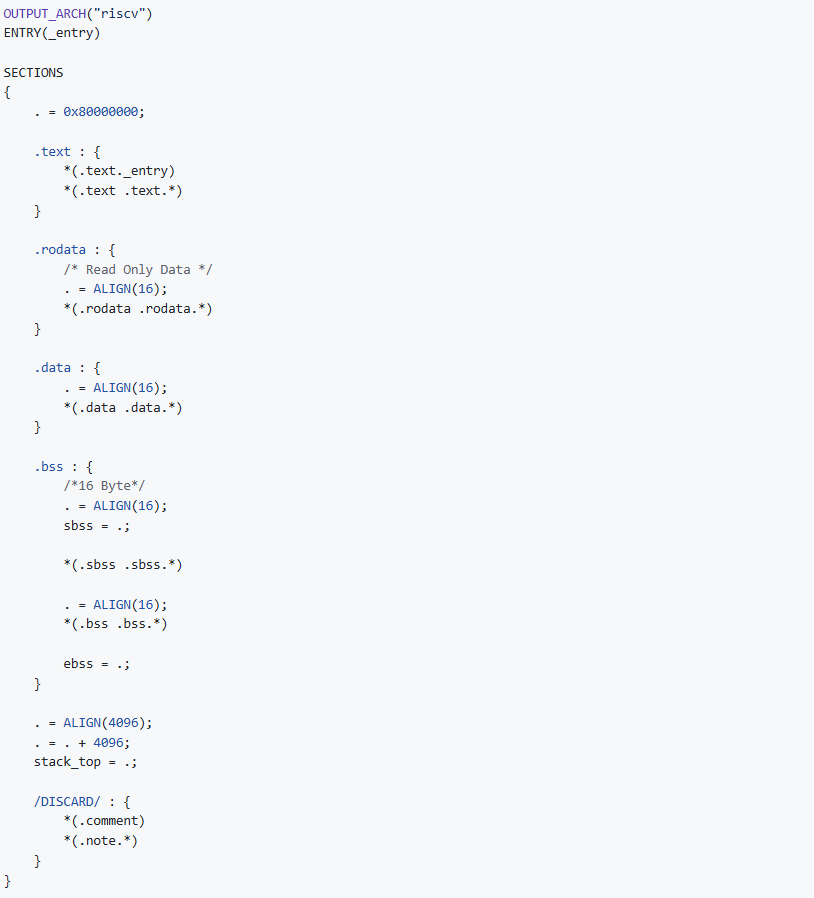 OUTPUT_ARCH("riscv")
ENTRY(_entry)

SECTIONS
{
    . = 0x80000000;

    .text : {
        *(.text._entry)
        *(.text .text.*)
    }

    .rodata : {
        /* Read Only Data */
        . = ALIGN(16);
        *(.rodata .rodata.*)
    }

    .data : {
        . = ALIGN(16);
        *(.data .data.*)
    }

    .bss : {
        /*16 Byte*/
        . = ALIGN(16);
        sbss = .;

        *(.sbss .sbss.*)

        . = ALIGN(16);
        *(.bss .bss.*)

        ebss = .;
    }

    . = ALIGN(4096);
    . = . + 4096;
    stack_top = .;

    /DISCARD/ : {
        *(.comment)
        *(.note.*)
    }
}